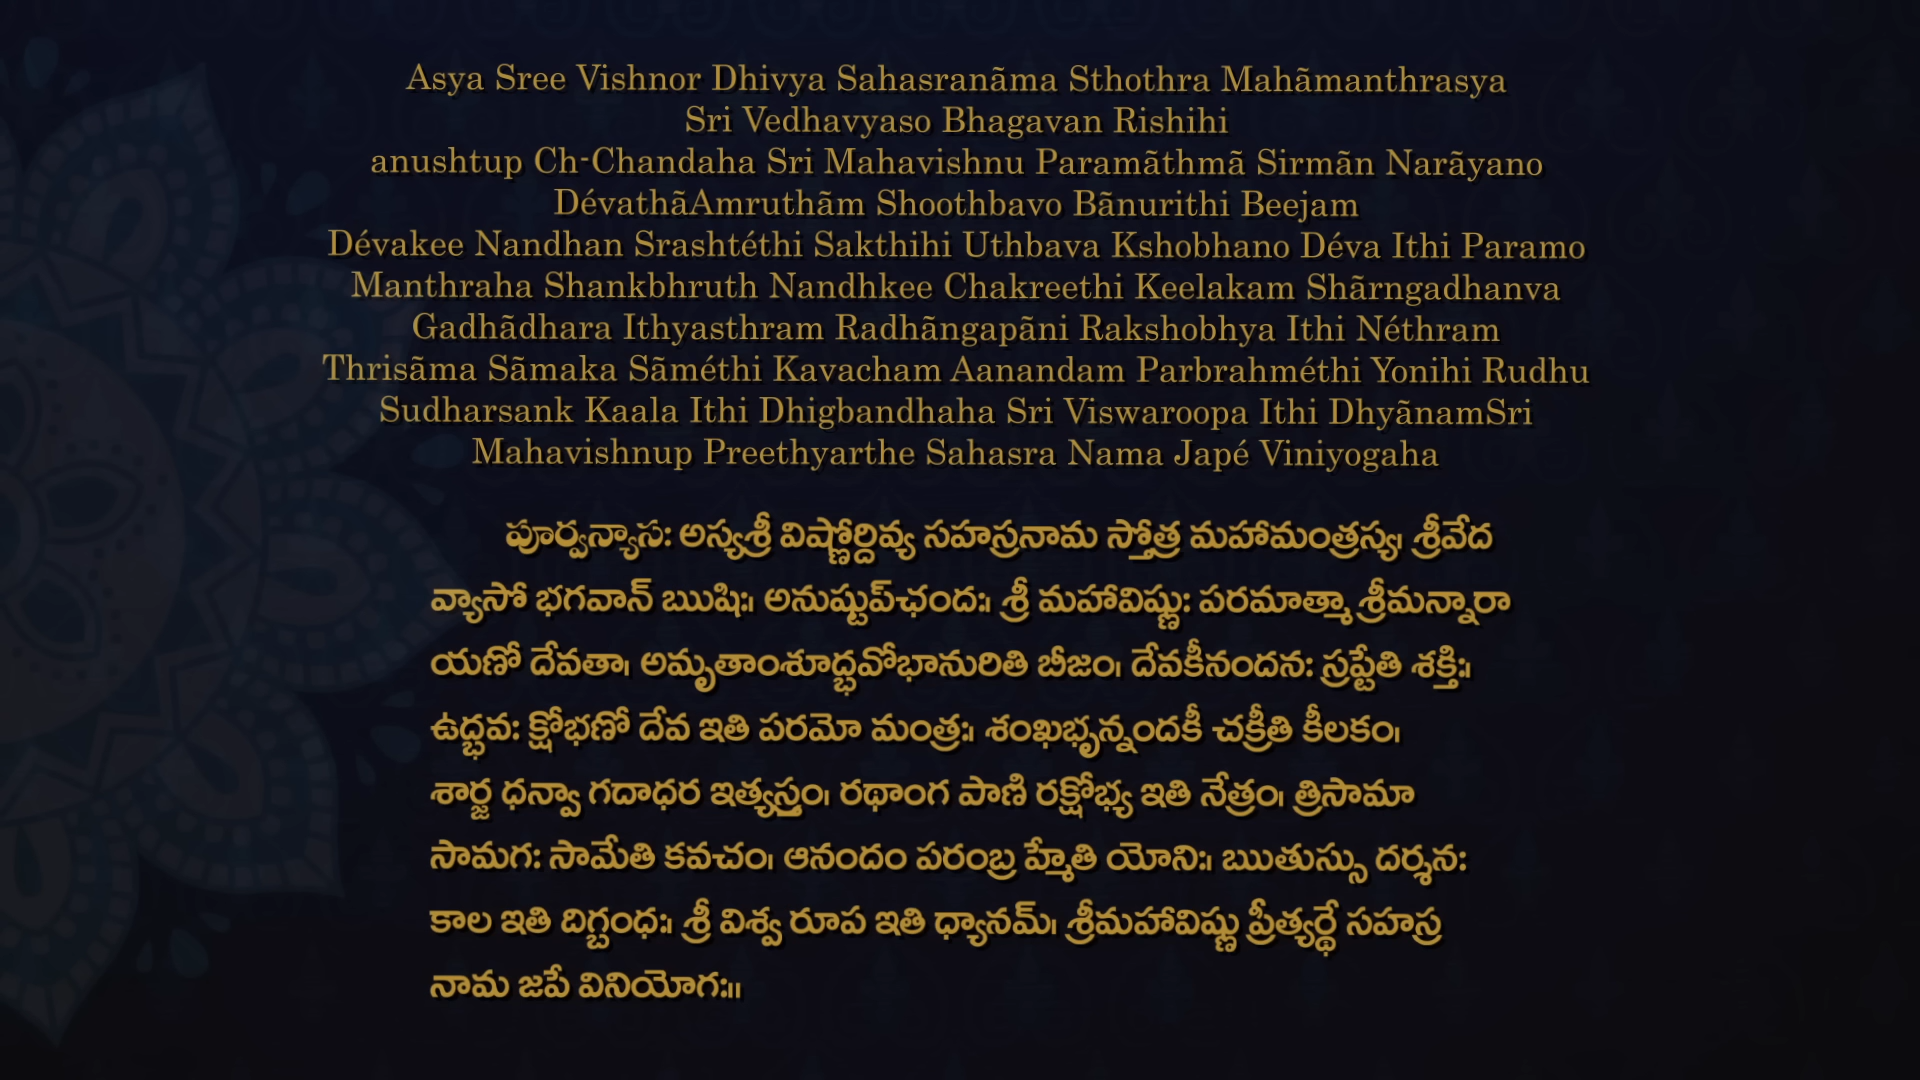 Asya Sree Vishnor Dhivya Sahasranãma Sthothra Mahãmanthrasya
Sri Vedhavyaso Bhagavan Rishihi
anushtup Ch-Chandaha Sri Mahavishnu Paramãthmã Sirmãn Narãyano
DévathãAmruthãm Shoothbavo Bãnurithi Beejam
Dévakee Nandhan Srashtéthi Sakthihi Uthbava Kshobhano Déva Ithi Paramo
Manthraha Shankbhruth Nandhkee Chakreethi Keelakam Shãrngadhanva
Gadhãdhara Ithyasthram Radhãngapãni Rakshobhya Ithi Néthram
Thrisãma Sãmaka Sãméthi Kavacham Aanandam Parbrahméthi Yonihi Rudhu
Sudharsank Kaala Ithi Dhigbandhaha Sri Viswaroopa Ithi DhyãnamSri
Mahavishnup Preethyarthe Sahasra Nama Japé Viniyogaha
పూర్వన్యాస: అస్యశ్రీ విష్ణోర్దివ్య సహస్రనామ స్తోత్ర మహామంత్రస్య। శ్రీవేద
వ్యాసో భగవాన్ ఋషిః। అనుష్టుప్‌ఛందః। శ్రీ మహావిష్ణు: పరమాత్మా శ్రీమన్నారా
యణో దేవతా। అమృతాంశూద్భవోభానురితి బీజం। దేవకీనందన: స్రష్టేతి శక్తిః।
ఉద్భవ: క్షోభణో దేవ ఇతి పరమో మంత్రః। శంఖభృన్నందకీ చక్రీతి కీలకం।
శార్జ ధన్వా గదాధర ఇత్యస్త్రం। రథాంగ పాణి రక్షోభ్య ఇతి నేత్రం। త్రిసామా
సామగ: సామేతి కవచం। ఆనందం పరంబ్ర హ్మేతి యోనిః। ఋతుస్సు దర్శన:
కాల ఇతి దిగ్బంధః। శ్రీ విశ్వ రూప ఇతి ధ్యానమ్। శ్రీమహావిష్ణు ప్రీత్యర్థే సహస్ర
నామ జపే వినియోగః॥